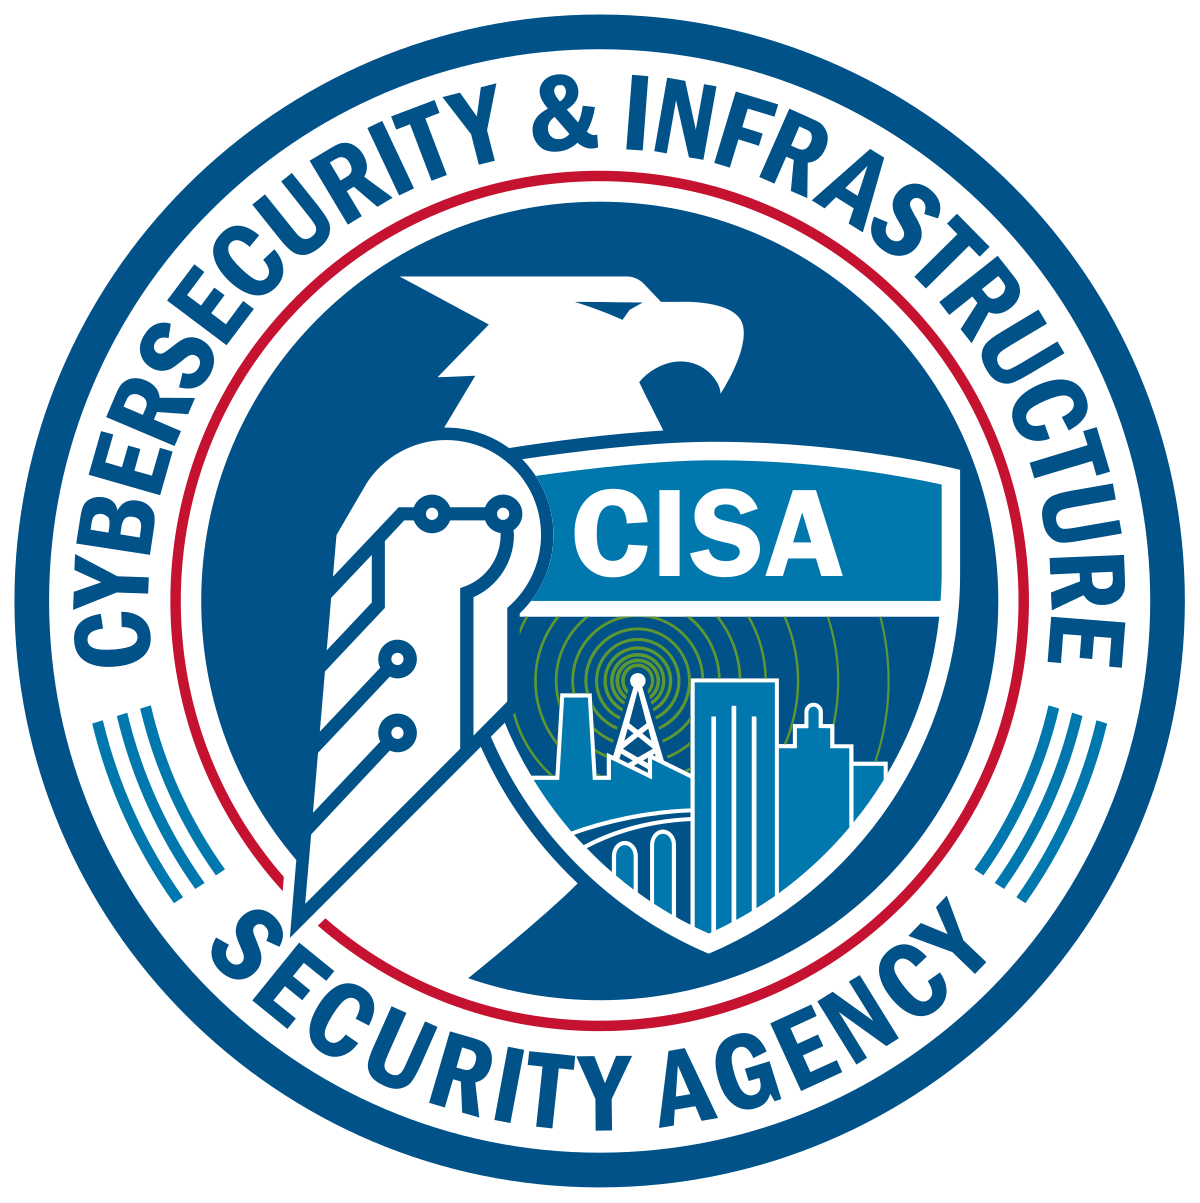 CYBERSECURITY & INFRASTRUCTURE
CISA
SECURITY AGENCY